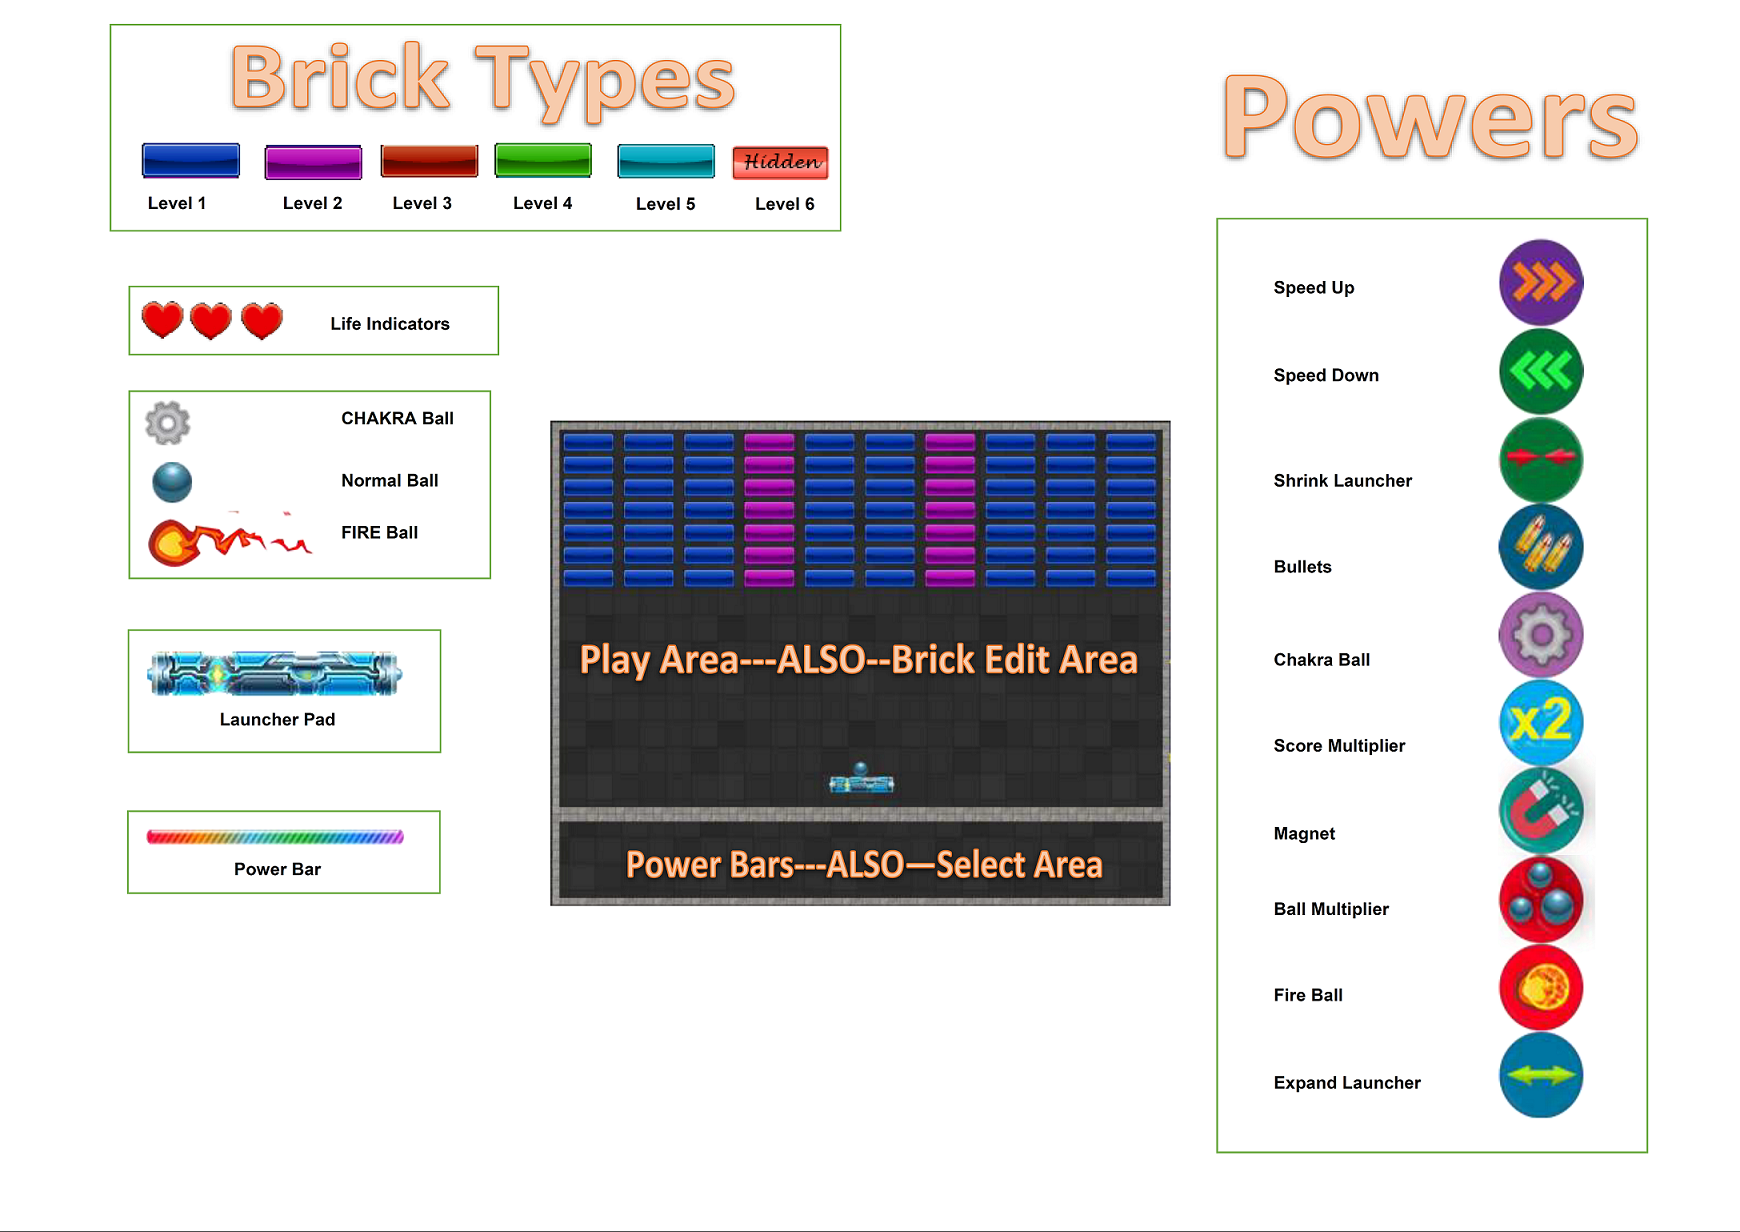 Brick Types
Hidden
Level 1 Level 2 Level 3 Level 4 Level 5 Level 6
Life Indicators
CHAKRA Ball
Normal Ball
FIRE Ball
Launcher Pad
Power Bar
Play Area---ALSO--Brick Edit Area
Power Bars---ALSO—Select Area
Powers
Speed Up
Speed Down
Shrink Launcher
Bullets
Chakra Ball
Score Multiplier
x2
Magnet
Ball Multiplier
Fire Ball
Expand Launcher